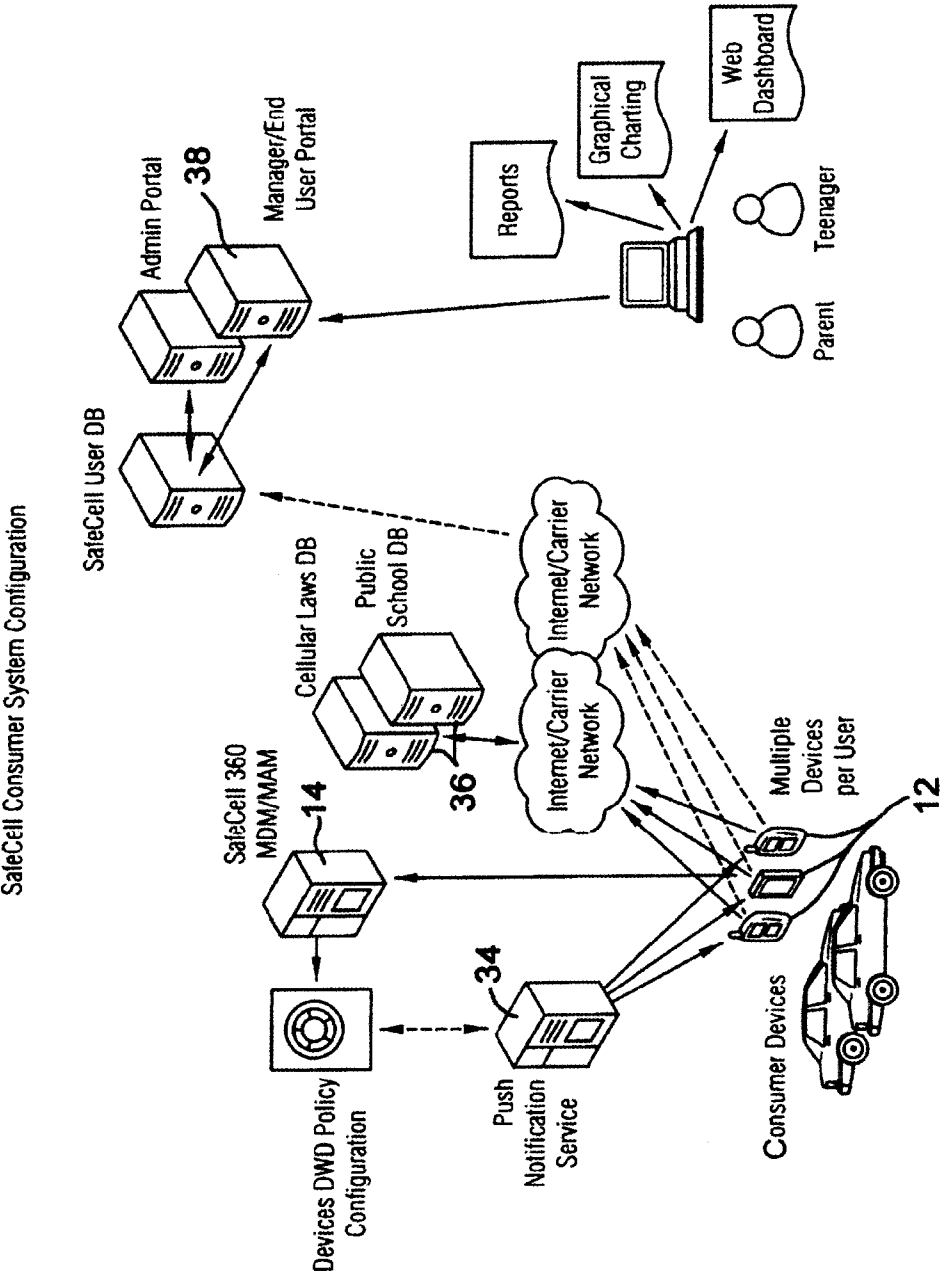 SafeCell Consumer System Configuration
Devices DWD Policy
Configuration
SafeCell 360
MDM/MAM
14
Cellular Laws DB
Public
School DB
36
SafeCell User DB
Admin Portal
38
Manager/End
User Portal
Push
Notification
Service
34
Internet/Carrier
Network
Internet/Carrier
Network
Reports
Graphical
Charting
Web
Dashboard
Consumer Devices
Multiple
Devices
per User
12
Parent
Teenager